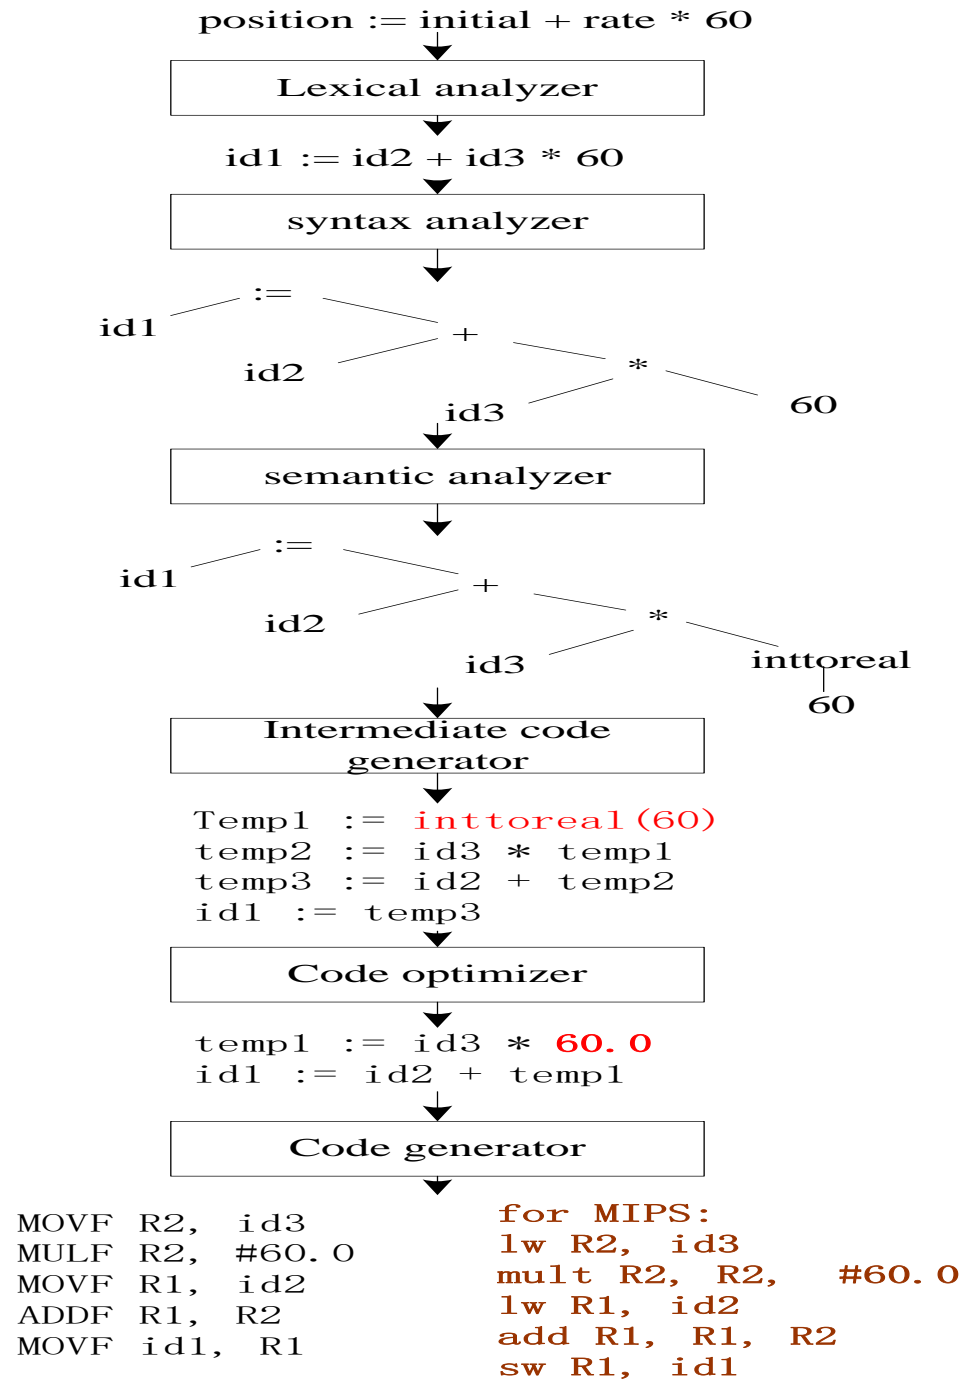 position := initial + rate * 60
Lexical analyzer
id1 := id2 + id3 * 60
syntax analyzer
:=
id1
+
id2
*
id3
60
semantic analyzer
:=
id1
+
id2
*
id3
inttoreal
60
Intermediate code
generator
Temp1 := inttoreal(60)
temp2 := id3 * temp1
temp3 := id2 + temp2
id1 := temp3
Code optimizer
temp1 := id3 * 60.0
id1 := id2 + temp1
Code generator
MOVF R2, id3
MULF R2, #60.0
MOVF R1, id2
ADDF R1, R2
MOVF id1, R1
for MIPS:
lw R2, id3
mult R2, R2, #60.0
lw R1, id2
add R1, R1, R2
sw R1, id1